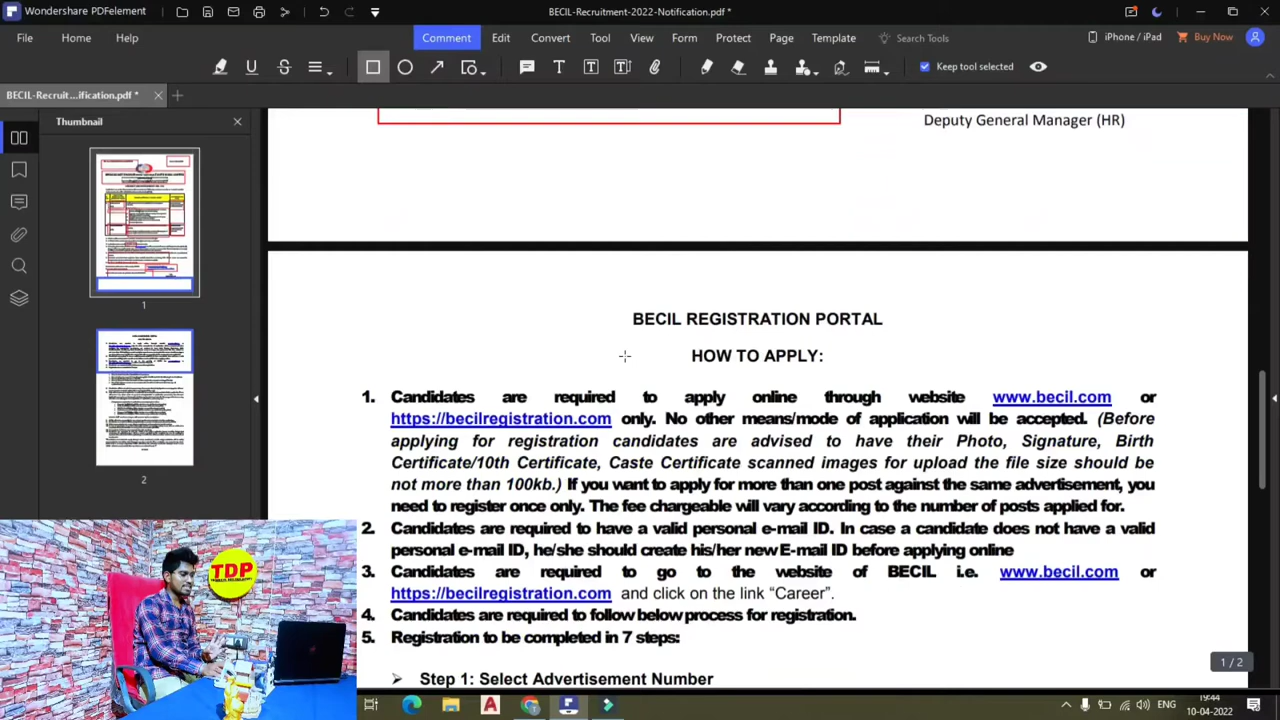 Wondershare PDFelement
BECIL-Recruitment-2022-Notification.pdf *
File Home Help Comment Edit Convert Tool View Form Protect Page Template Search Tools iPhone / iPad Buy Now
Keep tool selected
BECIL-Recruit...ification.pdf *
Thumbnail
1
2
Deputy General Manager (HR)
BECIL REGISTRATION PORTAL
HOW TO APPLY:
1. Candidates are required to apply online through website www.becil.com or
https://becilregistration.com only. No other means/mode of application will be accepted. (Before
applying for registration candidates are advised to have their Photo, Signature, Birth
Certificate/10th Certificate, Caste Certificate scanned images for upload the file size should be
not more than 100kb.) If you want to apply for more than one post against the same advertisement, you
need to register once only. The fee chargeable will vary according to the number of posts applied for.
2. Candidates are required to have a valid personal e-mail ID. In case a candidate does not have a valid
personal e-mail ID, he/she should create his/her new E-mail ID before applying online
3. Candidates are required to go to the website of BECIL i.e. www.becil.com or
https://becilregistration.com and click on the link “Career”.
4. Candidates are required to follow below process for registration.
5. Registration to be completed in 7 steps:
➢ Step 1: Select Advertisement Number
1 / 2
TDP
ENG
19:44
10-04-2022